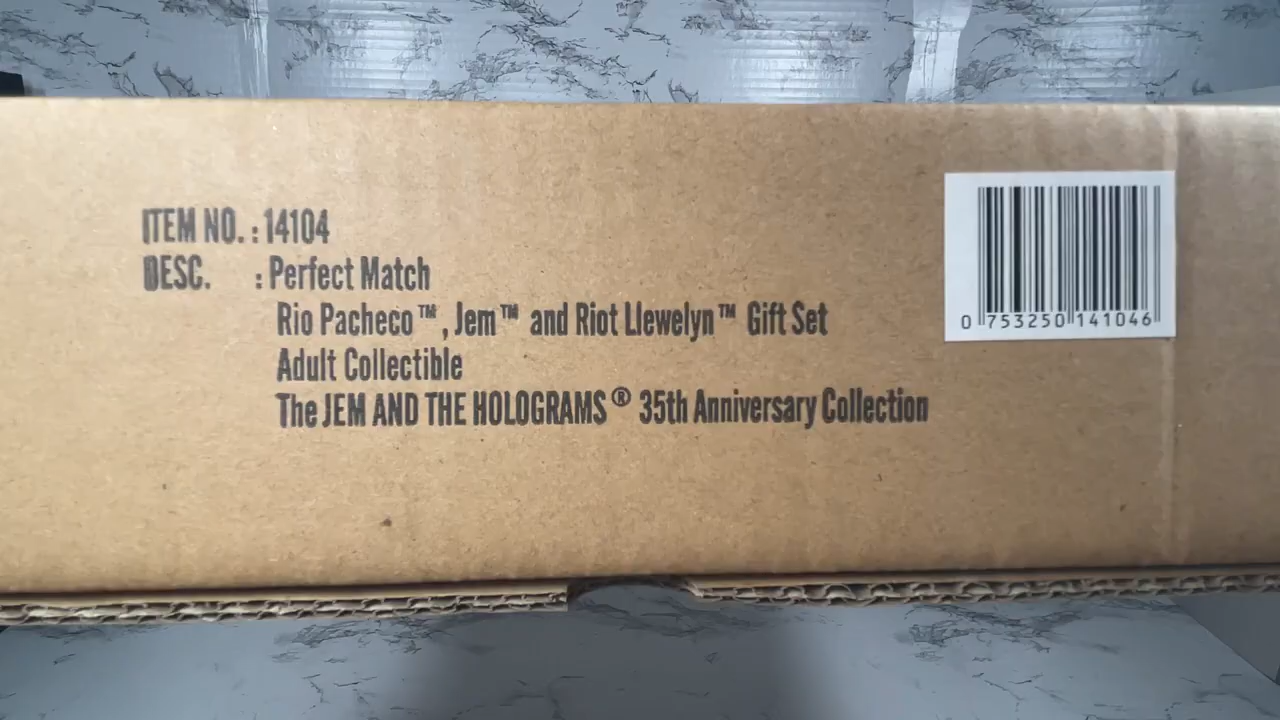 ITEM NO. : 14104
DESC. : Perfect Match
Rio Pacheco™, Jem™ and Riot Llewelyn™ Gift Set
Adult Collectible
The JEM AND THE HOLOGRAMS® 35th Anniversary Collection
0 753250 141046